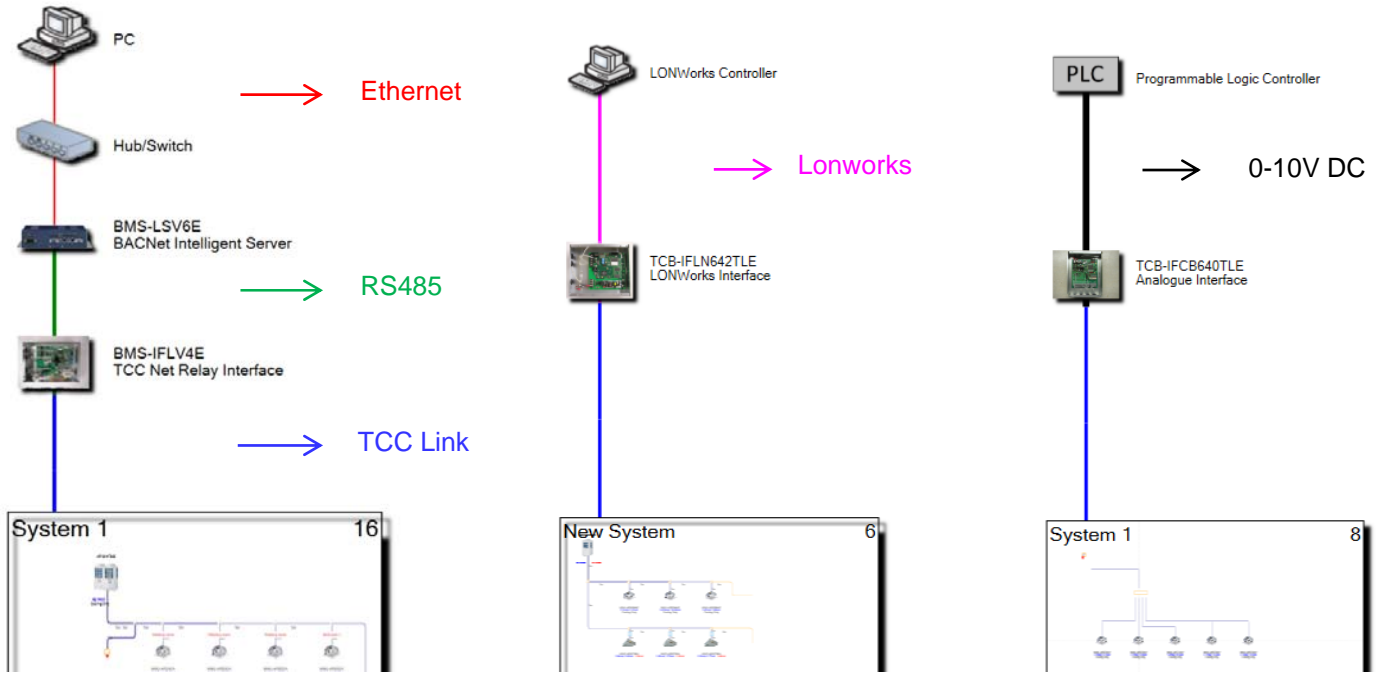 PC
Ethernet
Hub/Switch
BMS-LSV6E
BACNet Intelligent Server
RS485
BMS-IFLV4E
TCC Net Relay Interface
TCC Link
System 1
16
LONWorks Controller
Lonworks
TCB-IFLN642TLE
LONWorks Interface
New System
6
PLC
Programmable Logic Controller
0-10V DC
TCB-IFCB640TLE
Analogue Interface
System 1
8